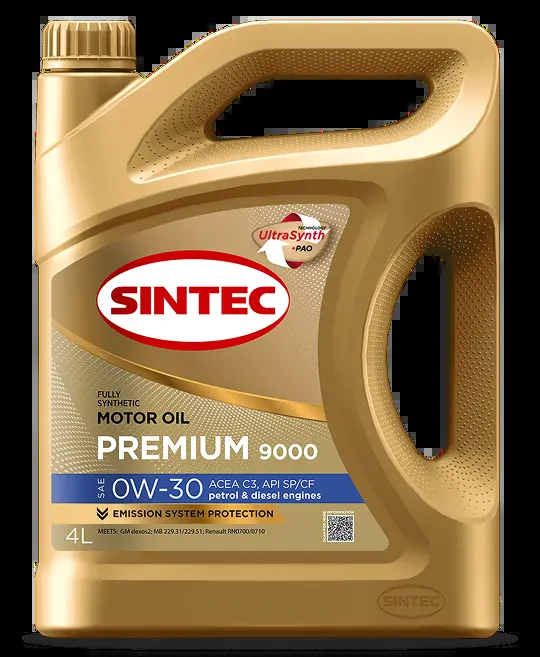 TECHNOLOGY
UltraSynth
+PAO
SINTEC
FULLY
SYNTHETIC
MOTOR OIL
PREMIUM 9000
SAE 0W-30 ACEA C3, API SP/CF
petrol & diesel engines
EMISSION SYSTEM PROTECTION
4L MEETS: GM dexos2; MB 229.31/229.51; Renault RN0700/0710
INFORMATION
SINTEC